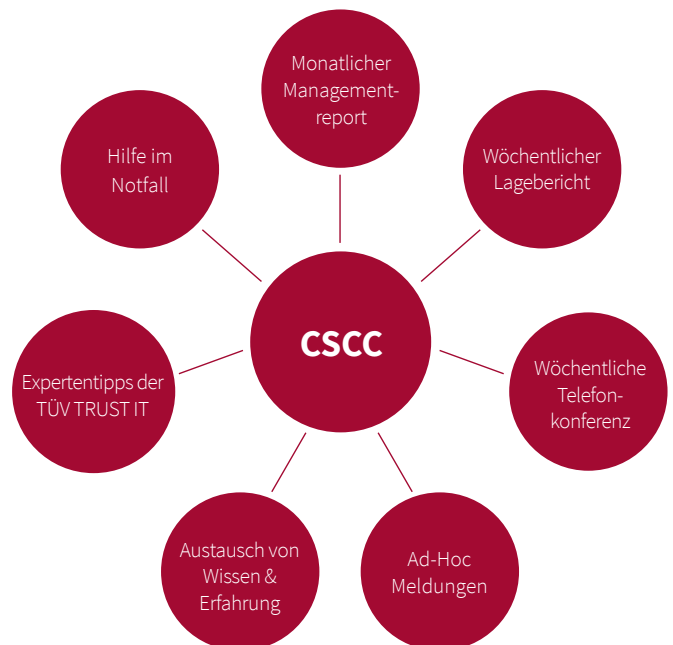 Monatlicher
Management-
report
Hilfe im
Notfall
Wöchentlicher
Lagebericht
CSCC
Expertentipps der
TÜV TRUST IT
Wöchentliche
Telefon-
konferenz
Austausch von
Wissen &
Erfahrung
Ad-Hoc
Meldungen